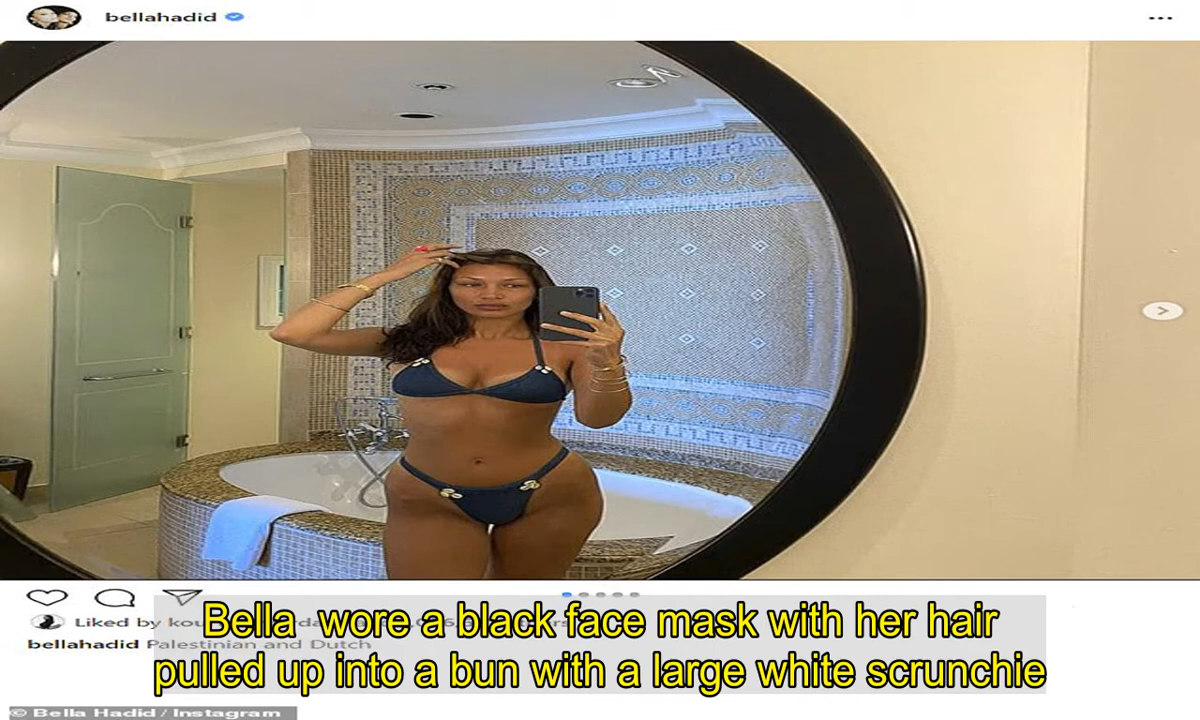 bellahadid
Liked by
Bella wore a black face mask with her hair
bellahadid Palestinian and Dutch
pulled up into a bun with a large white scrunchie
© Bella Hadid / Instagram